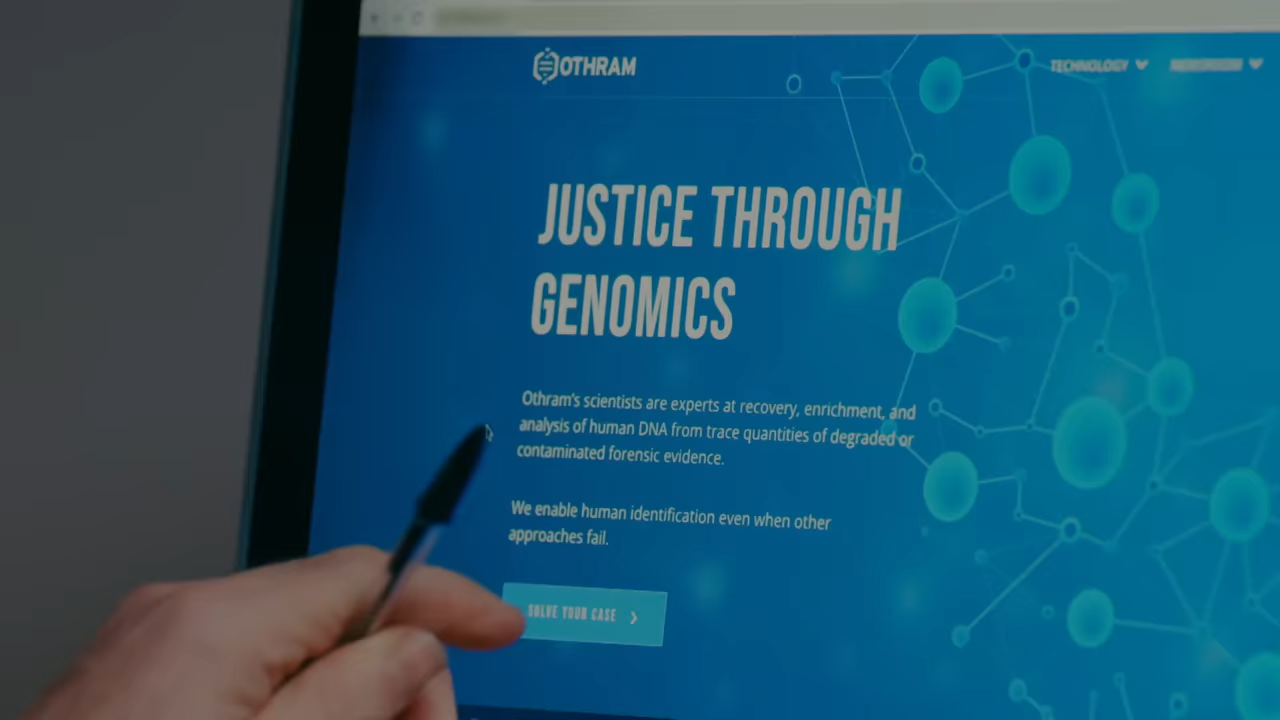 OTHRAM
TECHNOLOGY
JUSTICE THROUGH
GENOMICS
Othram's scientists are experts at recovery, enrichment, and
analysis of human DNA from trace quantities of degraded or
contaminated forensic evidence.
We enable human identification even when other
approaches fail.
SOLVE YOUR CASE